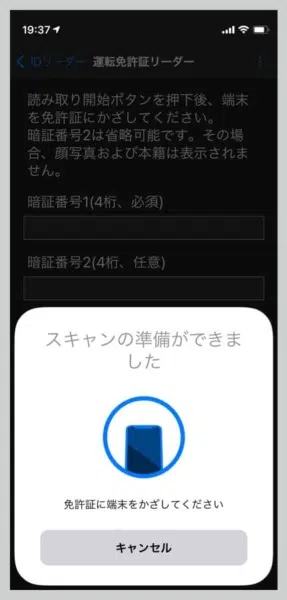 19:37
IDリーダー 運転免許証リーダー
読み取り開始ボタンを押下後、端末
を免許証にかざしてください。
暗証番号2は省略可能です。その場
合、顔写真および本籍は表示されま
せん。
暗証番号1(4桁、必須)
暗証番号2(4桁、任意)
スキャンの準備ができま
した
免許証に端末をかざしてください
キャンセル